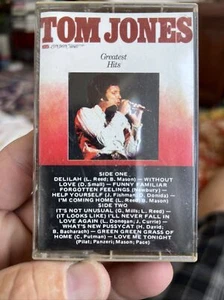 TOM JONES
Greatest
Hits
SIDE ONE
DELILAH (L. Reed; B. Mason) — WITHOUT
LOVE (D. Small) — FUNNY FAMILIAR
FORGOTTEN FEELINGS (Newbury) —
HELP YOURSELF (J. Fishman; C. Donida) —
I'M COMING HOME (L. Reed; B. Mason)
SIDE TWO
IT'S NOT UNUSUAL (G. Mills; L. Reed) —
(IT LOOKS LIKE) I'LL NEVER FALL IN
LOVE AGAIN (L. Donegan; J. Currie) —
WHAT'S NEW PUSSYCAT (H. David;
B. Bacharach) — GREEN GREEN GRASS OF
HOME (C. Putman) — LOVE ME TONIGHT
(Pilat; Panzeri; Mason; Pace)